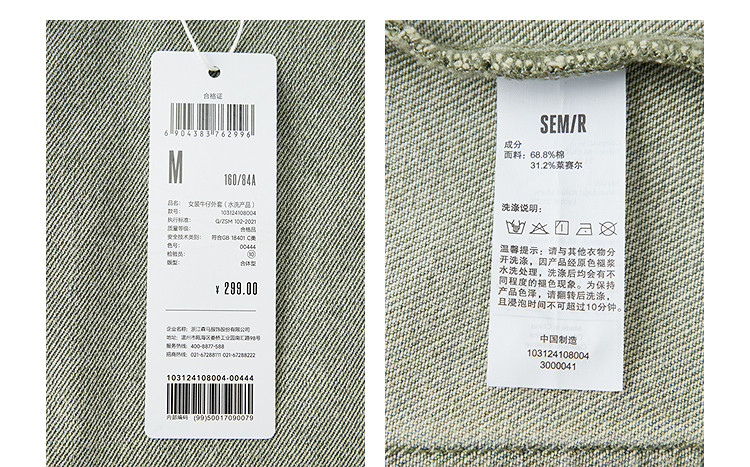 合格证
6 904383 762996
M
160/84A
品名: 女装牛仔外套（水洗产品）
款号: 103124108004
执行标准: Q/ZSM 102-2021
质量等级: 合格品
安全技术类别: 符合GB 18401 C类
色号: 00444
检验员: ⑩
版型: 合体型
¥ 299.00
企业名称: 浙江森马服饰股份有限公司
地址: 温州市瓯海区娄桥工业园南汇路98号
服务热线: 400-8877-588
招商热线: 021-67288111 021-67288222
103124108004-00444
内部编码 (99)50017090079
SEM/R
成分
面料: 68.8%棉
31.2%莱赛尔
洗涤说明:
温馨提示: 请与其他衣物分
开洗涤，因产品经原色褪浆
水洗处理，洗涤后均会有不
同程度的褪色现象。为保持
产品色泽，请翻转后洗涤，
且浸泡时间不可超过10分钟。
中国制造
103124108004
3000041